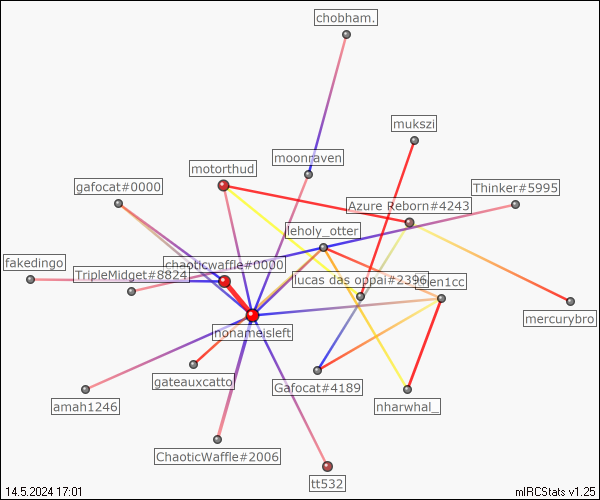 chobham.
mukszi
moonraven
motorthud
gafocat#0000
Thinker#5995
Azure Reborn#4243
leholy_otter
fakedingo
chaoticwaffle#0000
TripleMidget#8824
lucas das oppai#2396
nonameisleft
mercurybro
gateauxcatto
Gafocat#4189
amah1246
nharwhal_
ChaoticWaffle#2006
tt532
14.5.2024 17:01
mIRCStats v1.25